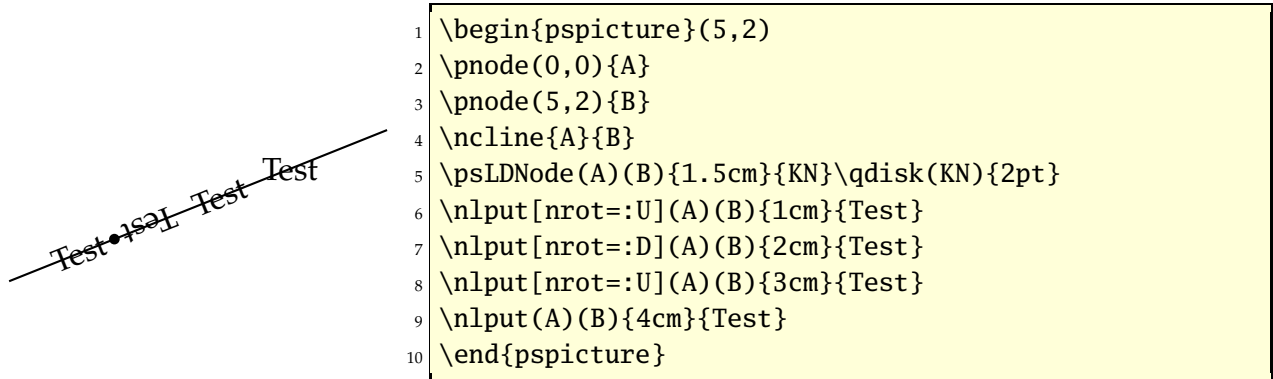 Test Test Test Test
1 \begin{pspicture}(5,2)
2 \pnode(0,0){A}
3 \pnode(5,2){B}
4 \ncline{A}{B}
5 \psLDNode(A)(B){1.5cm}{KN}\qdisk(KN){2pt}
6 \nlput[nrot=:U](A)(B){1cm}{Test}
7 \nlput[nrot=:D](A)(B){2cm}{Test}
8 \nlput[nrot=:U](A)(B){3cm}{Test}
9 \nlput(A)(B){4cm}{Test}
10 \end{pspicture}